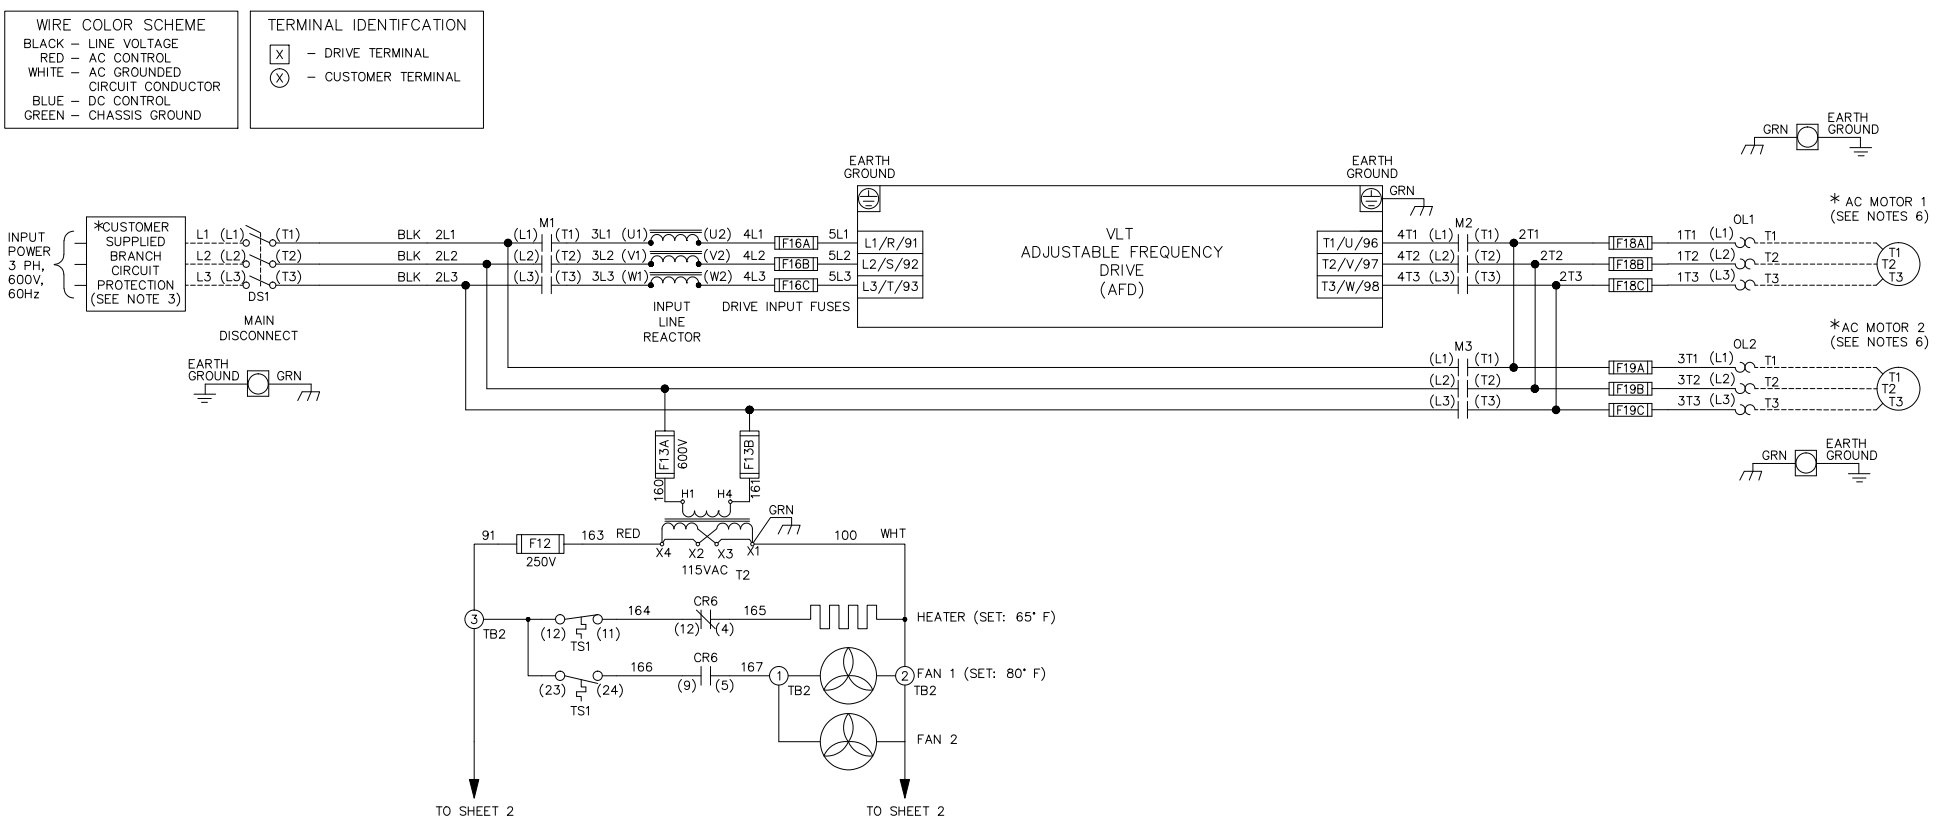 WIRE COLOR SCHEME
BLACK – LINE VOLTAGE
RED – AC CONTROL
WHITE – AC GROUNDED
CIRCUIT CONDUCTOR
BLUE – DC CONTROL
GREEN – CHASSIS GROUND
TERMINAL IDENTIFCATION
X – DRIVE TERMINAL
X – CUSTOMER TERMINAL
INPUT
POWER
3 PH,
600V,
60Hz
*CUSTOMER
SUPPLIED
BRANCH
CIRCUIT
PROTECTION
(SEE NOTE 3)
L1 (L1) (T1) BLK 2L1 (L1) M1 (T1) 3L1 (U1) (U2) 4L1 F16A 5L1 L1/R/91
L2 (L2) (T2) BLK 2L2 (L2) (T2) 3L2 (V1) (V2) 4L2 F16B 5L2 L2/S/92
L3 (L3) (T3) BLK 2L3 (L3) (T3) 3L3 (W1) (W2) 4L3 F16C 5L3 L3/T/93
DS1
MAIN
DISCONNECT
INPUT
LINE
REACTOR
DRIVE INPUT FUSES
EARTH
GROUND
GRN
EARTH
GROUND
VLT
ADJUSTABLE FREQUENCY
DRIVE
(AFD)
EARTH
GROUND
GRN
T1/U/96 4T1 (L1) M2 (T1) 2T1 F18A 1T1 (L1) OL1 T1
T2/V/97 4T2 (L2) (T2) 2T2 F18B 1T2 (L2) T2
T3/W/98 4T3 (L3) (T3) 2T3 F18C 1T3 (L3) T3
GRN
EARTH
GROUND
* AC MOTOR 1
(SEE NOTES 6)
T1
T2
T3
* AC MOTOR 2
(SEE NOTES 6)
M3
(L1) (T1) F19A 3T1 (L1) OL2 T1
(L2) (T2) F19B 3T2 (L2) T2
(L3) (T3) F19C 3T3 (L3) T3
T1
T2
T3
GRN
EARTH
GROUND
F13A
600V
F13B
160
161
H1 H4
GRN
91 F12 163 RED
250V
X4 X2 X3 X1
115VAC T2
100 WHT
3
TB2
(12) (11)
TS1
164
CR6
(12) (4)
165
HEATER (SET: 65° F)
(23) (24)
TS1
166
CR6
(9) (5)
167
1
TB2
2
TB2
FAN 1 (SET: 80° F)
FAN 2
TO SHEET 2
TO SHEET 2